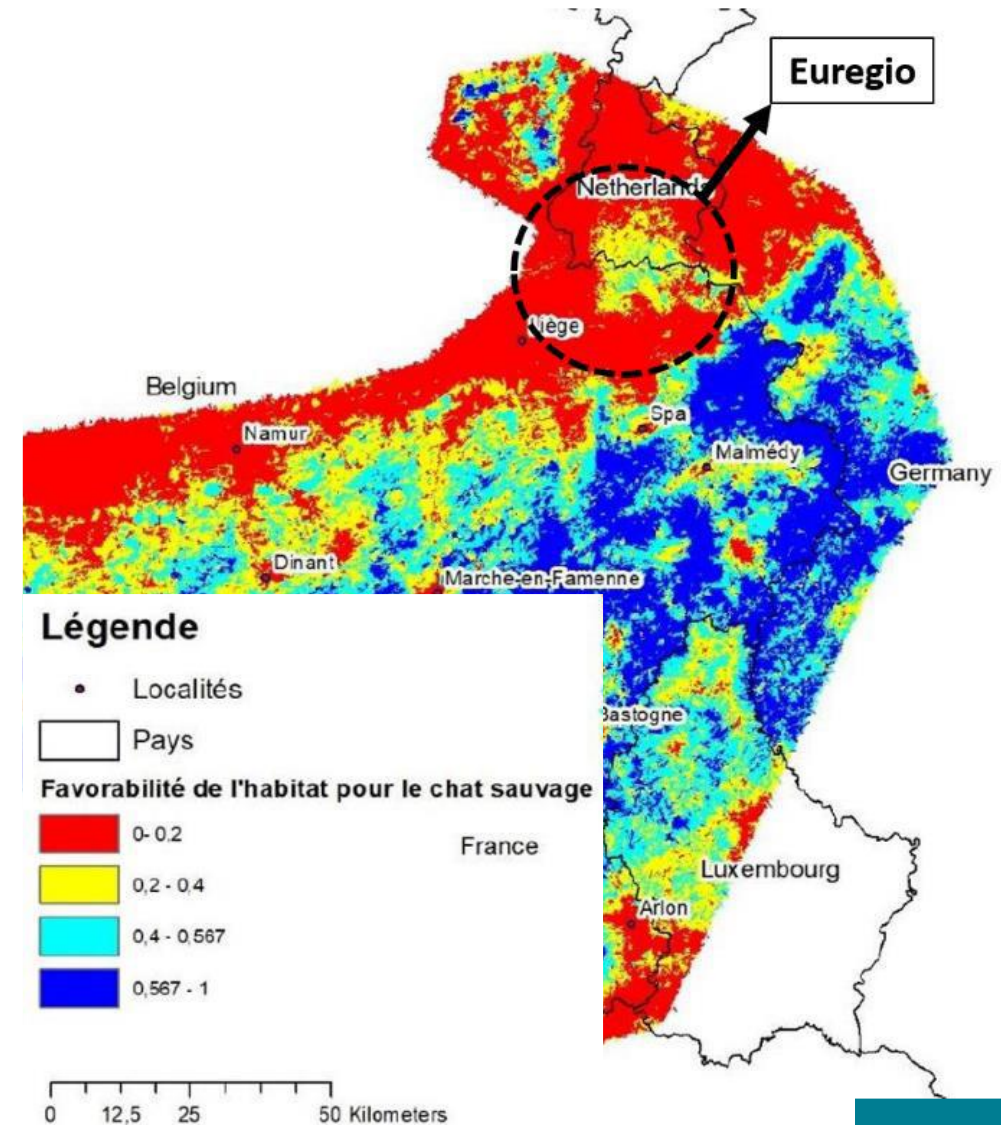 Euregio
Netherlands
Liège
Belgium
Spa
Namur
Malmédy
Germany
Dinant
Marche-en-Famenne
Légende
Localités
Pays
Bastogne
Favorabilité de l'habitat pour le chat sauvage
0- 0.2
0,2 - 0,4
0,4 - 0,567
0,567 - 1
France
Luxembourg
Arlon
0 12,5 25 50 Kilometers